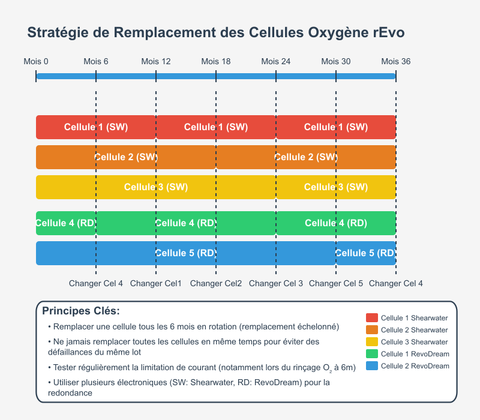 Stratégie de Remplacement des Cellules Oxygène rEvo
Mois 0 Mois 6 Mois 12 Mois 18 Mois 24 Mois 30 Mois 36
Cellule 1 (SW) Cellule 1 (SW) Cellule 1 (SW)
Cellule 2 (SW) Cellule 2 (SW)
Cellule 3 (SW) Cellule 3 (SW)
Cellule 4 (RD) Cellule 4 (RD) Cellule 4 (RD)
Cellule 5 (RD) Cellule 5 (RD)
Changer Cel 4 Changer Cel1 Changer Cel2 Changer Cel 3 Changer Cel 5 Changer Cel 4
Principes Clés:
• Remplacer une cellule tous les 6 mois en rotation (remplacement échelonné)
• Ne jamais remplacer toutes les cellules en même temps pour éviter des
défaillances du même lot
• Tester régulièrement la limitation de courant (notamment lors du rinçage O₂ à 6m)
• Utiliser plusieurs électroniques (SW: Shearwater, RD: RevoDream) pour la
redondance
Cellule 1 Shearwater
Cellule 2 Shearwater
Cellule 3 Shearwater
Cellule 1 RevoDream
Cellule 2 RevoDream